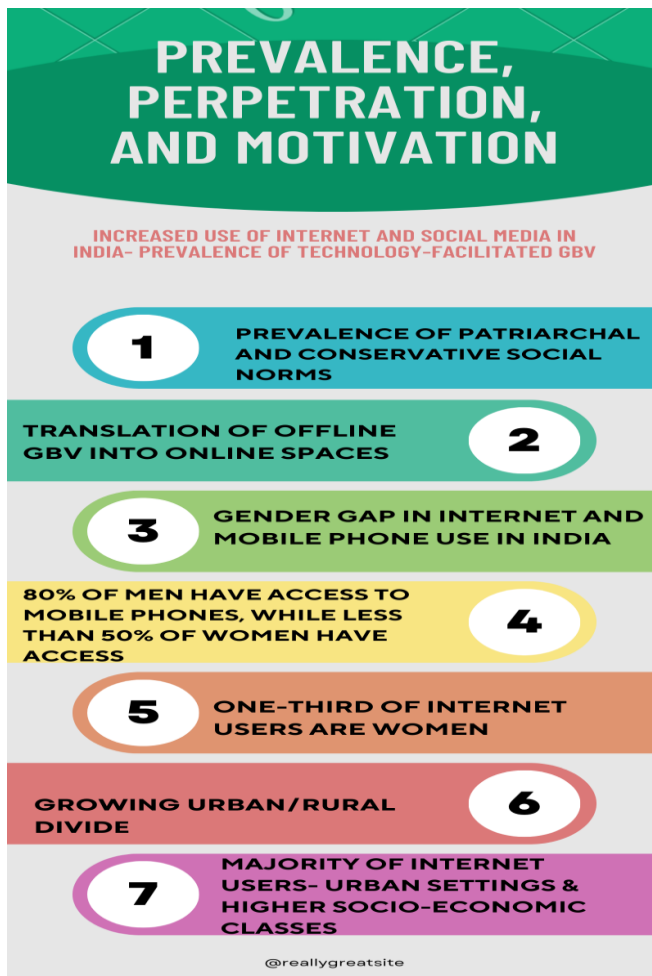 PREVALENCE,
PERPETRATION,
AND MOTIVATION
INCREASED USE OF INTERNET AND SOCIAL MEDIA IN
INDIA- PREVALENCE OF TECHNOLOGY-FACILITATED GBV
1
PREVALENCE OF PATRIARCHAL
AND CONSERVATIVE SOCIAL
NORMS
TRANSLATION OF OFFLINE
GBV INTO ONLINE SPACES
2
3
GENDER GAP IN INTERNET AND
MOBILE PHONE USE IN INDIA
80% OF MEN HAVE ACCESS TO
MOBILE PHONES, WHILE LESS
THAN 50% OF WOMEN HAVE
ACCESS
4
5
ONE-THIRD OF INTERNET
USERS ARE WOMEN
GROWING URBAN/RURAL
DIVIDE
6
7
MAJORITY OF INTERNET
USERS- URBAN SETTINGS &
HIGHER SOCIO-ECONOMIC
CLASSES
@reallygreatsite